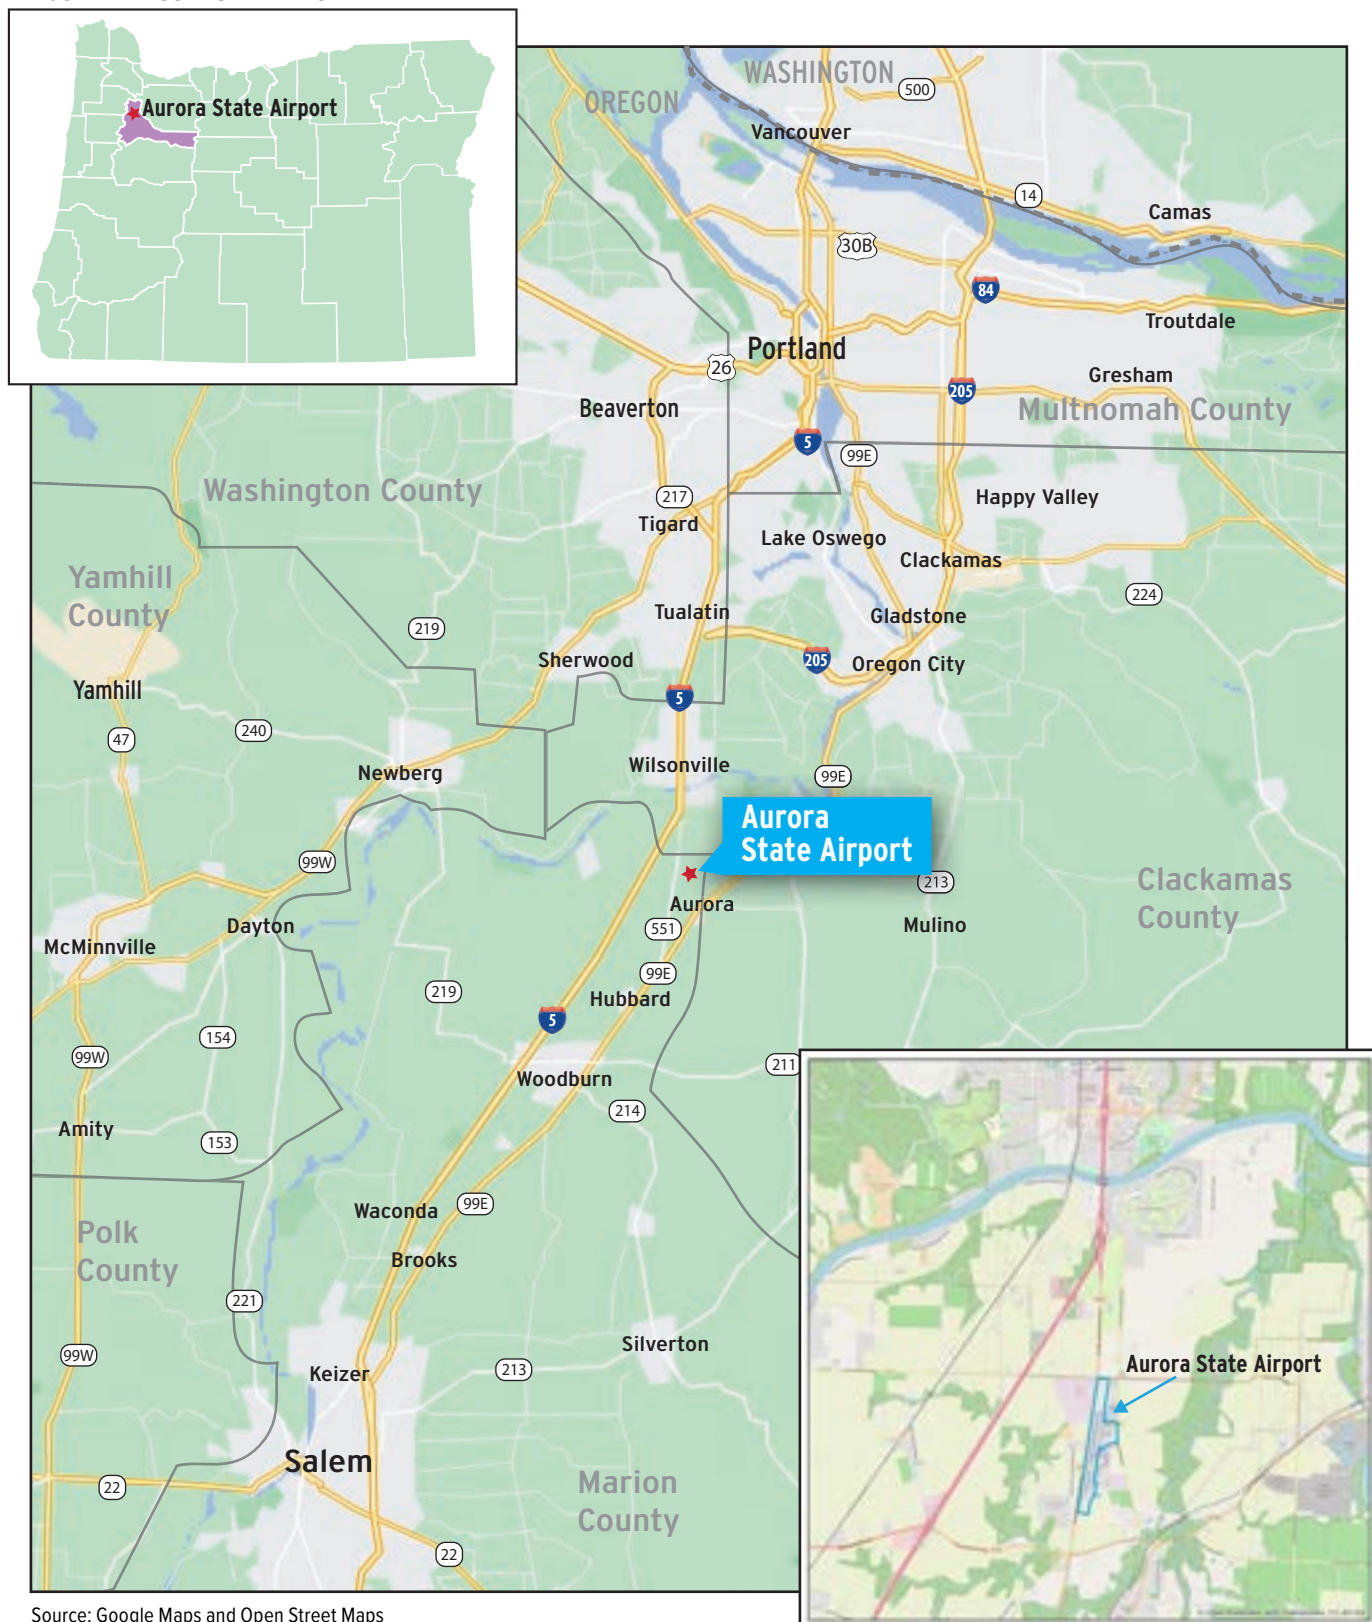 Aurora State Airport
WASHINGTON
500
OREGON
Vancouver
14
Camas
30B
84
Troutdale
Portland
26
Gresham
205
Beaverton
Multnomah County
5
99E
Washington County
217
Happy Valley
Tigard
Lake Oswego
Clackamas
Yamhill
County
224
Tualatin
Gladstone
219
Sherwood
205
Oregon City
Yamhill
5
240
47
Wilsonville
Newberg
99E
Aurora
State Airport
99W
213
Clackamas
County
Aurora
Dayton
551
Mulino
McMinnville
99E
219
Hubbard
5
154
99W
211
Woodburn
214
Amity
153
99E
Waconda
Polk
County
Brooks
221
Silverton
99W
213
Keizer
Aurora State Airport
Salem
22
Marion
County
22
Source: Google Maps and Open Street Maps